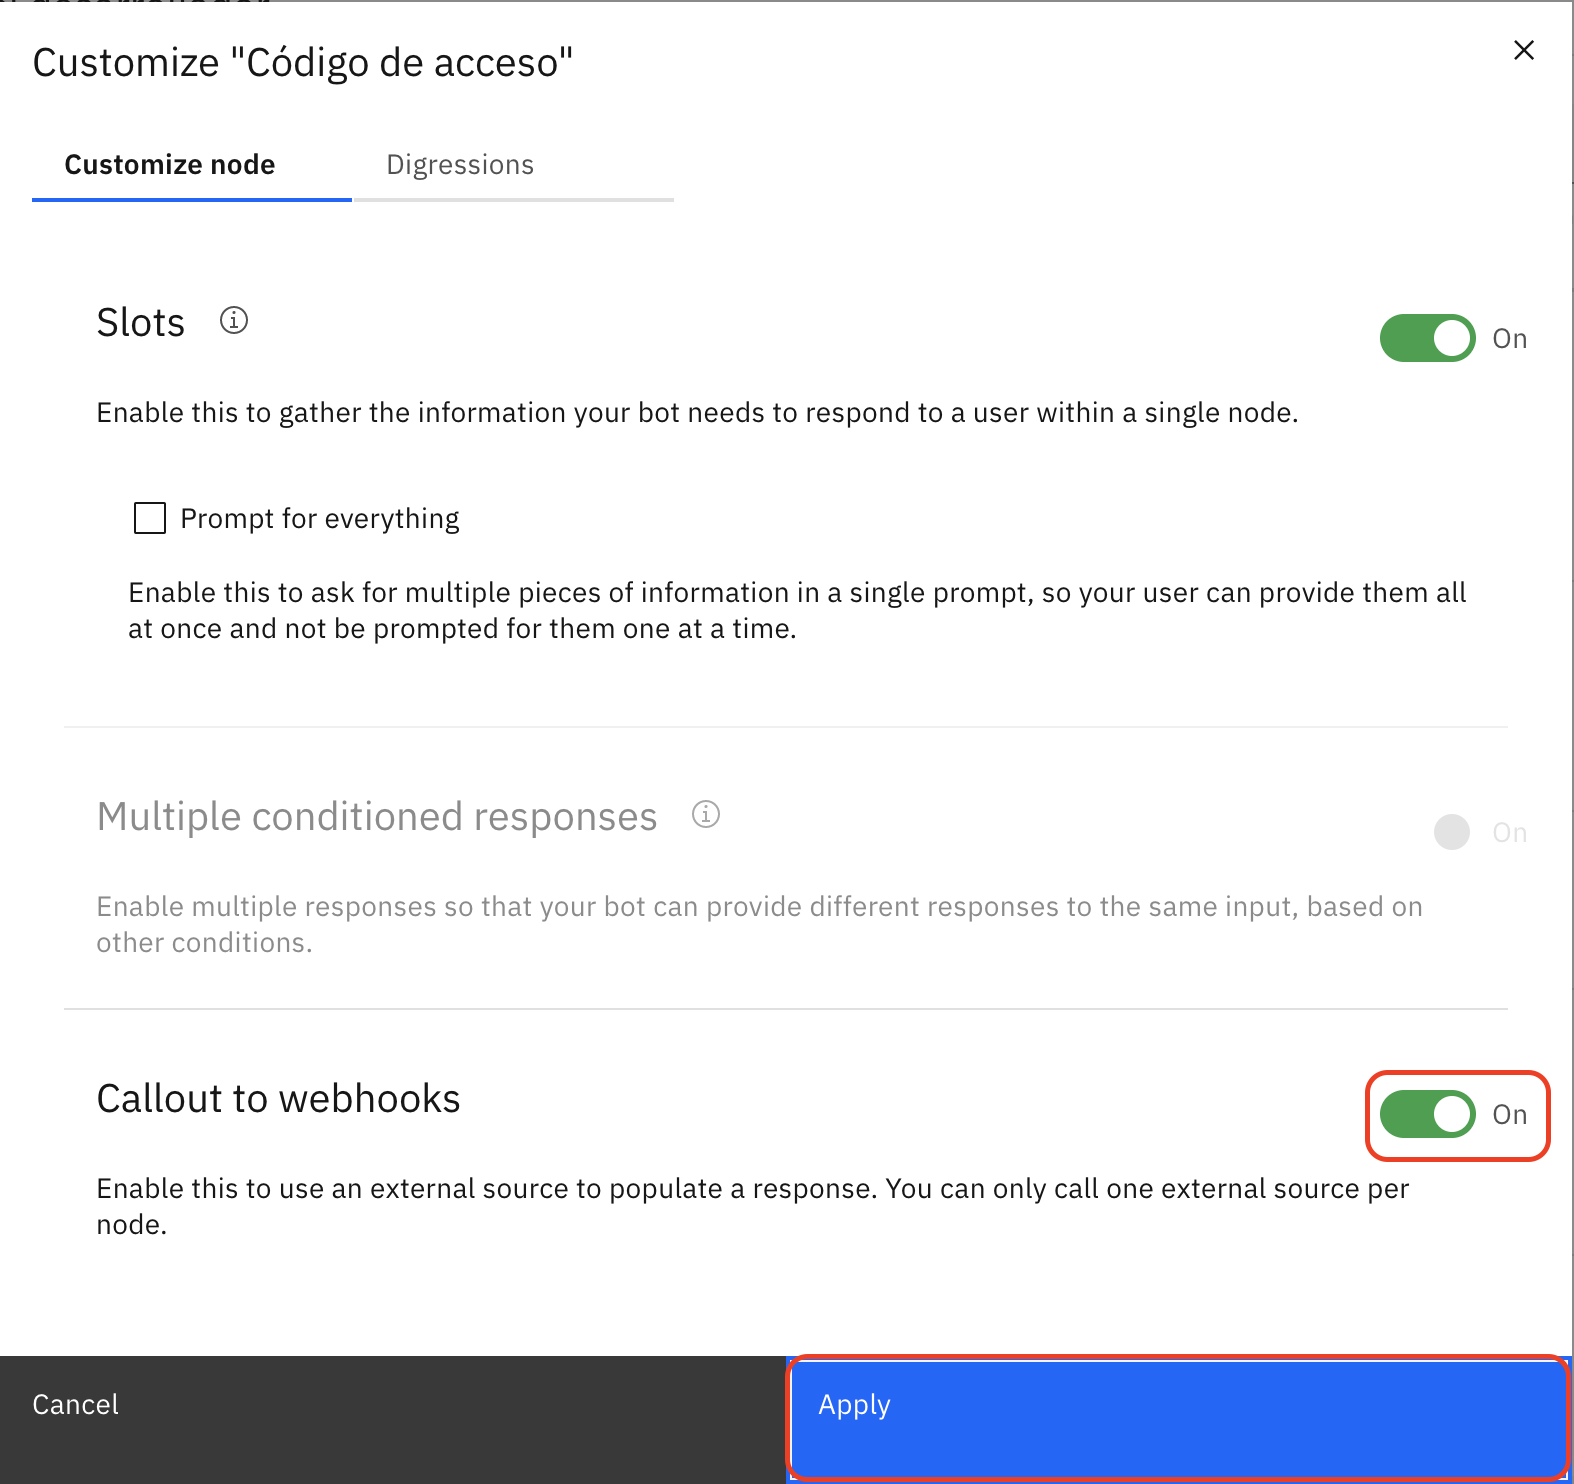 Customize "Código de acceso"
Customize node
Digressions
Slots
On
Enable this to gather the information your bot needs to respond to a user within a single node.
Prompt for everything
Enable this to ask for multiple pieces of information in a single prompt, so your user can provide them all
at once and not be prompted for them one at a time.
Multiple conditioned responses
On
Enable multiple responses so that your bot can provide different responses to the same input, based on
other conditions.
Callout to webhooks
On
Enable this to use an external source to populate a response. You can only call one external source per
node.
Cancel
Apply